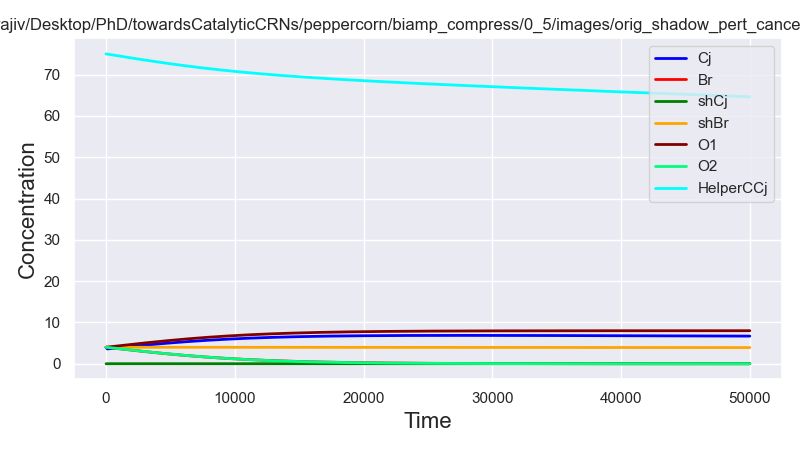 rajiv/Desktop/PhD/towardsCatalyticCRNs/peppercorn/biamp_compress/0_5/images/orig_shadow_pert_cance
Concentration
70
60
50
40
30
20
10
0
Cj
Br
shCj
shBr
O1
O2
HelperCCj
0 10000 20000 30000 40000 50000
Time